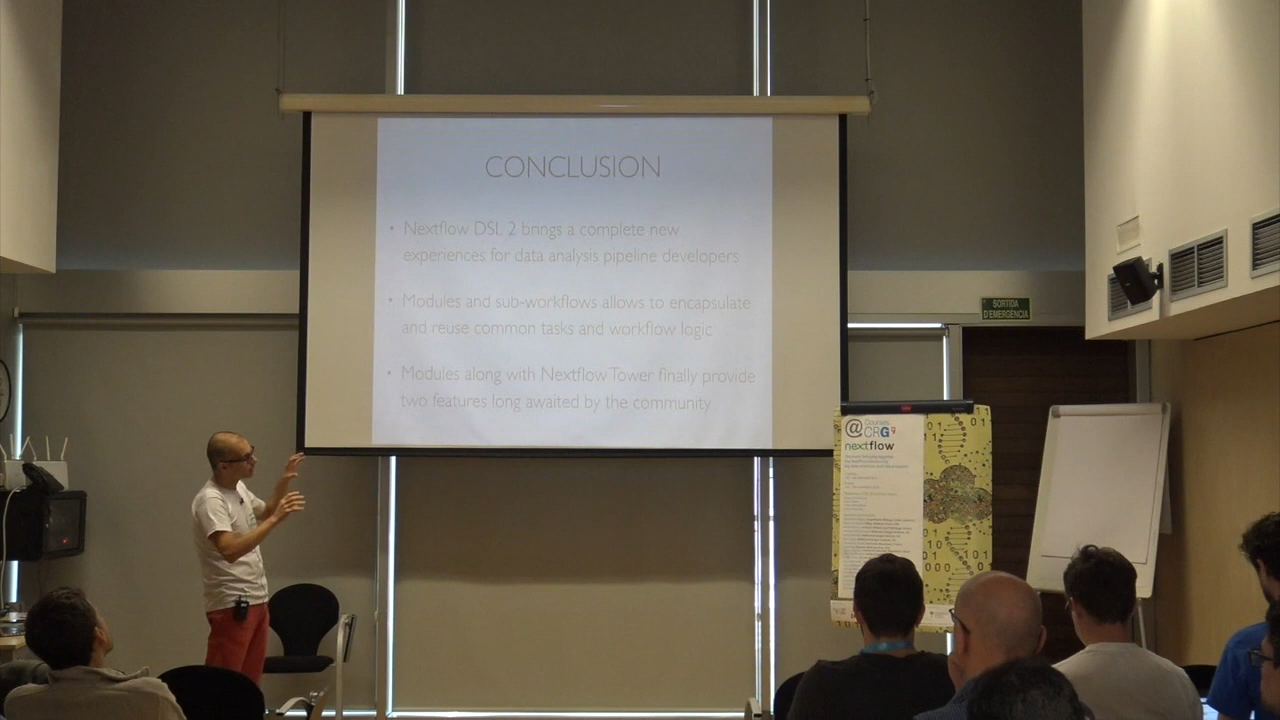 CONCLUSION
• Nextflow DSL 2 brings a complete new
experiences for data analysis pipeline developers
• Modules and sub-workflows allows to encapsulate
and reuse common tasks and workflow logic
• Modules along with Nextflow Tower finally provide
two features long awaited by the community
SORTIDA
D'EMERGÈNCIA
@ Courses
CRG
nextflow